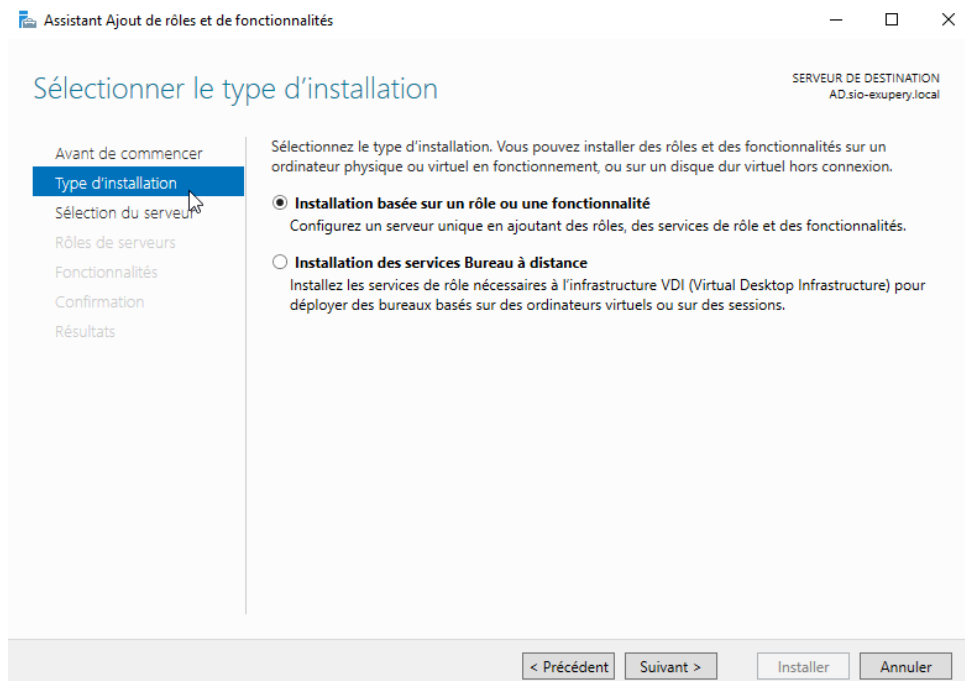 Assistant Ajout de rôles et de fonctionnalités
Sélectionner le type d'installation
SERVEUR DE DESTINATION
AD.sio-exupery.local
Avant de commencer
Type d'installation
Sélection du serveur
Rôles de serveurs
Fonctionnalités
Confirmation
Résultats
Sélectionnez le type d'installation. Vous pouvez installer des rôles et des fonctionnalités sur un
ordinateur physique ou virtuel en fonctionnement, ou sur un disque dur virtuel hors connexion.
Installation basée sur un rôle ou une fonctionnalité
Configurez un serveur unique en ajoutant des rôles, des services de rôle et des fonctionnalités.
Installation des services Bureau à distance
Installez les services de rôle nécessaires à l'infrastructure VDI (Virtual Desktop Infrastructure) pour
déployer des bureaux basés sur des ordinateurs virtuels ou sur des sessions.
< Précédent
Suivant >
Installer
Annuler